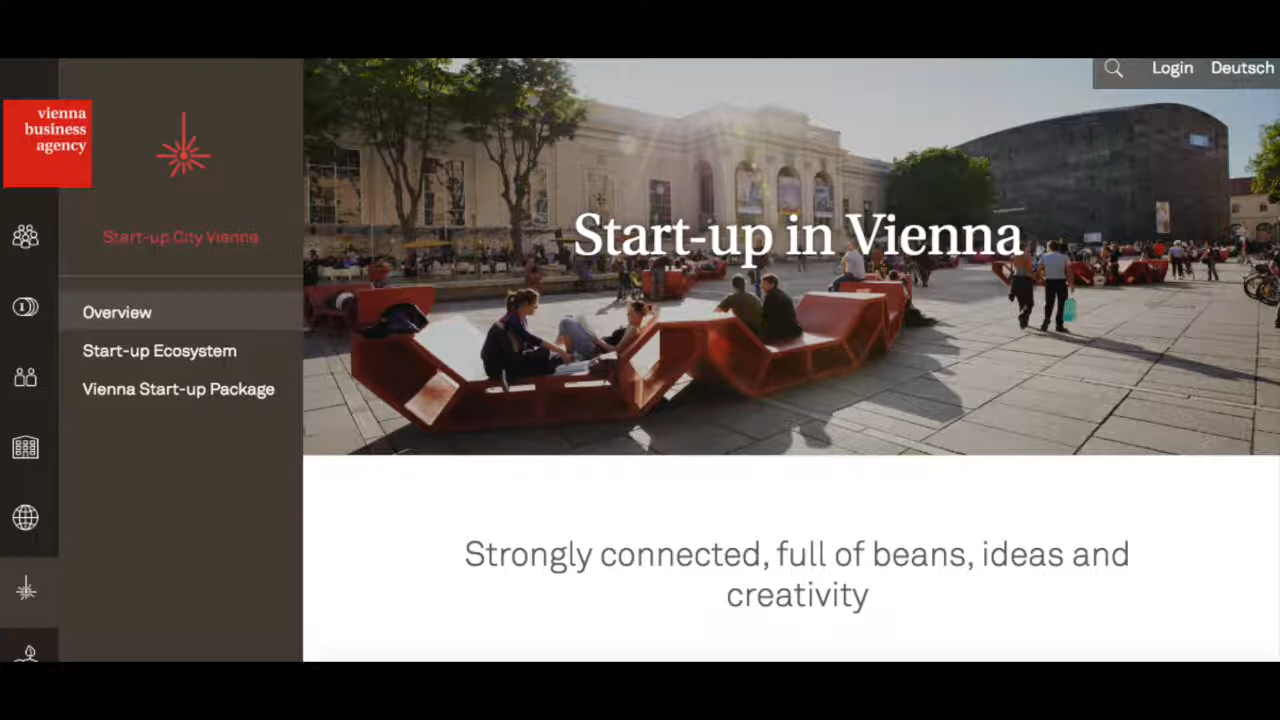 vienna
business
agency
Start-up City Vienna
Overview
Start-up Ecosystem
Vienna Start-up Package
Login Deutsch
Start-up in Vienna
Strongly connected, full of beans, ideas and
creativity